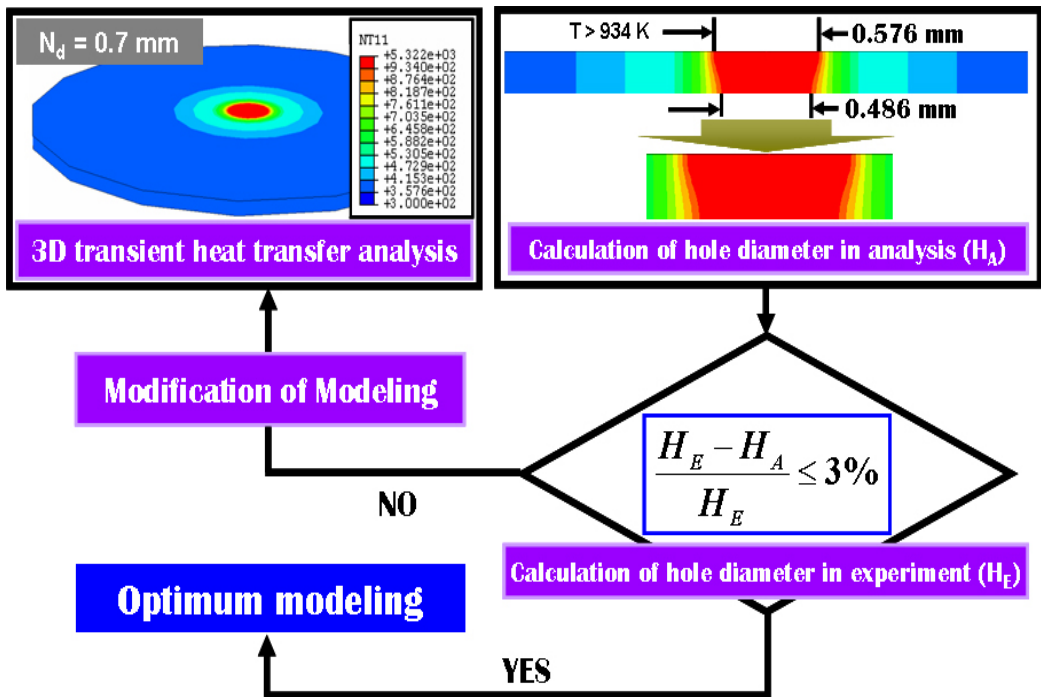 N_d = 0.7 mm
NT11
+5.322e+03
+9.340e+02
+8.764e+02
+8.187e+02
+7.611e+02
+7.035e+02
+6.458e+02
+5.882e+02
+5.305e+02
+4.729e+02
+4.153e+02
+3.576e+02
+3.000e+02
3D transient heat transfer analysis
T > 934 K
0.576 mm
0.486 mm
Calculation of hole diameter in analysis (H_A)
Modification of Modeling
H_E − H_A
≤ 3%
H_E
NO
Calculation of hole diameter in experiment (H_E)
Optimum modeling
YES